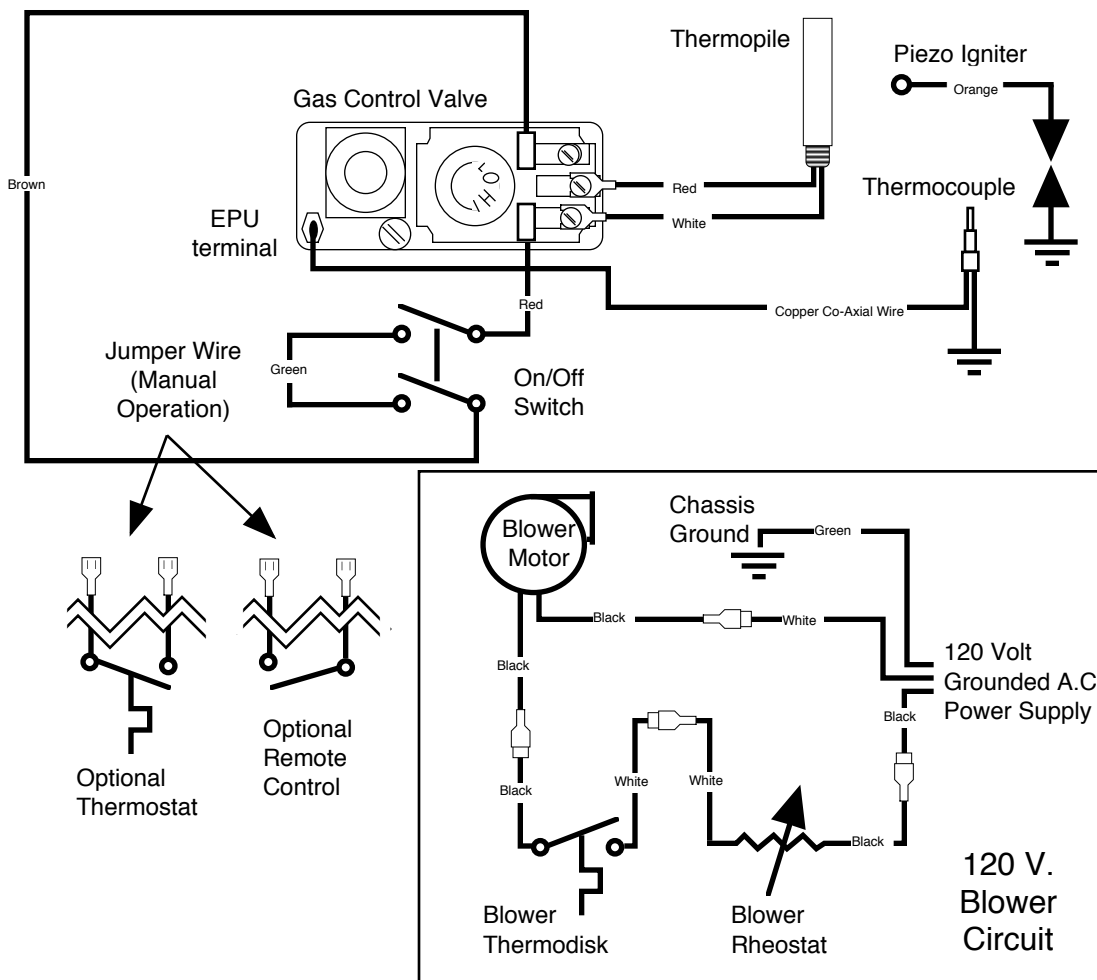 Thermopile
Piezo Igniter
Orange
Gas Control Valve
Brown
Red
Thermocouple
White
EPU
terminal
Red
Copper Co-Axial Wire
Jumper Wire
(Manual
Operation)
Green
On/Off
Switch
Blower
Motor
Chassis
Ground
Green
Black
White
120 Volt
Grounded A.C
Power Supply
Black
Black
Optional
Remote
Control
Optional
Thermostat
Black
White
White
Black
120 V.
Blower
Circuit
Blower
Thermodisk
Blower
Rheostat